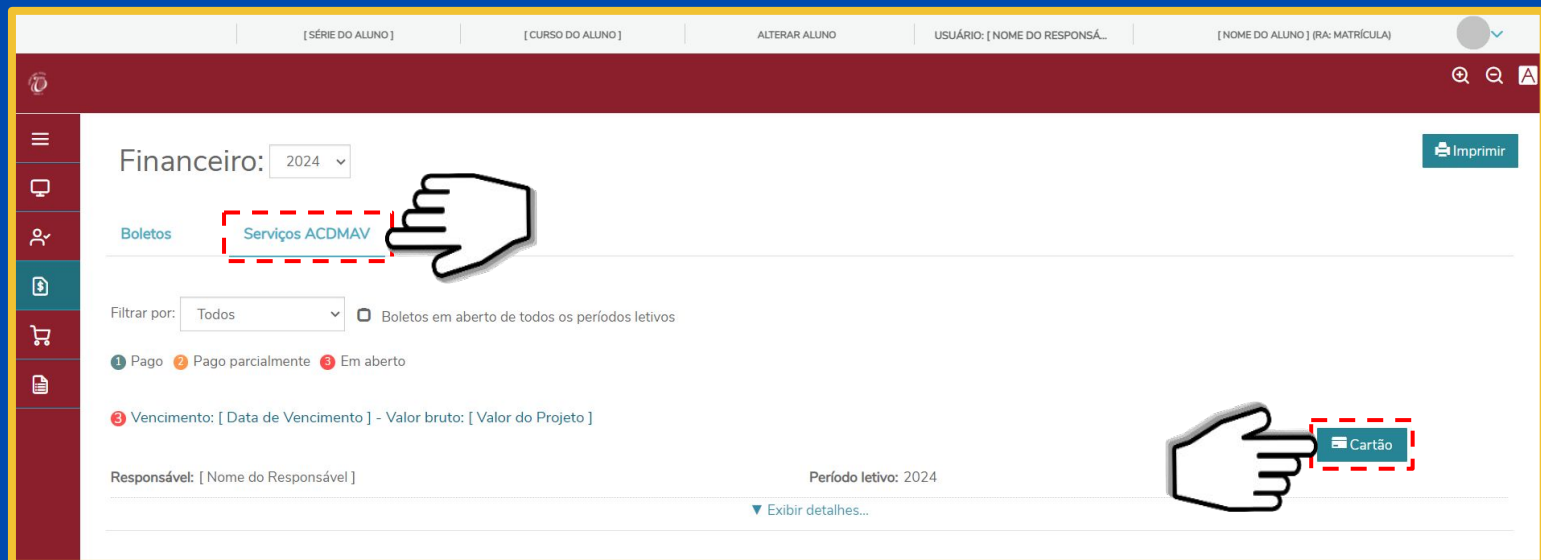 [ SÉRIE DO ALUNO ] [ CURSO DO ALUNO ] ALTERAR ALUNO USUÁRIO: [ NOME DO RESPONSÁ... [ NOME DO ALUNO ] (RA: MATRÍCULA)
A
Financeiro: 2024
Imprimir
Boletos Serviços ACDMAV
Filtrar por: Todos Boletos em aberto de todos os períodos letivos
1 Pago 2 Pago parcialmente 3 Em aberto
3 Vencimento: [ Data de Vencimento ] - Valor bruto: [ Valor do Projeto ]
Cartão
Responsável: [ Nome do Responsável ] Período letivo: 2024
▼ Exibir detalhes...